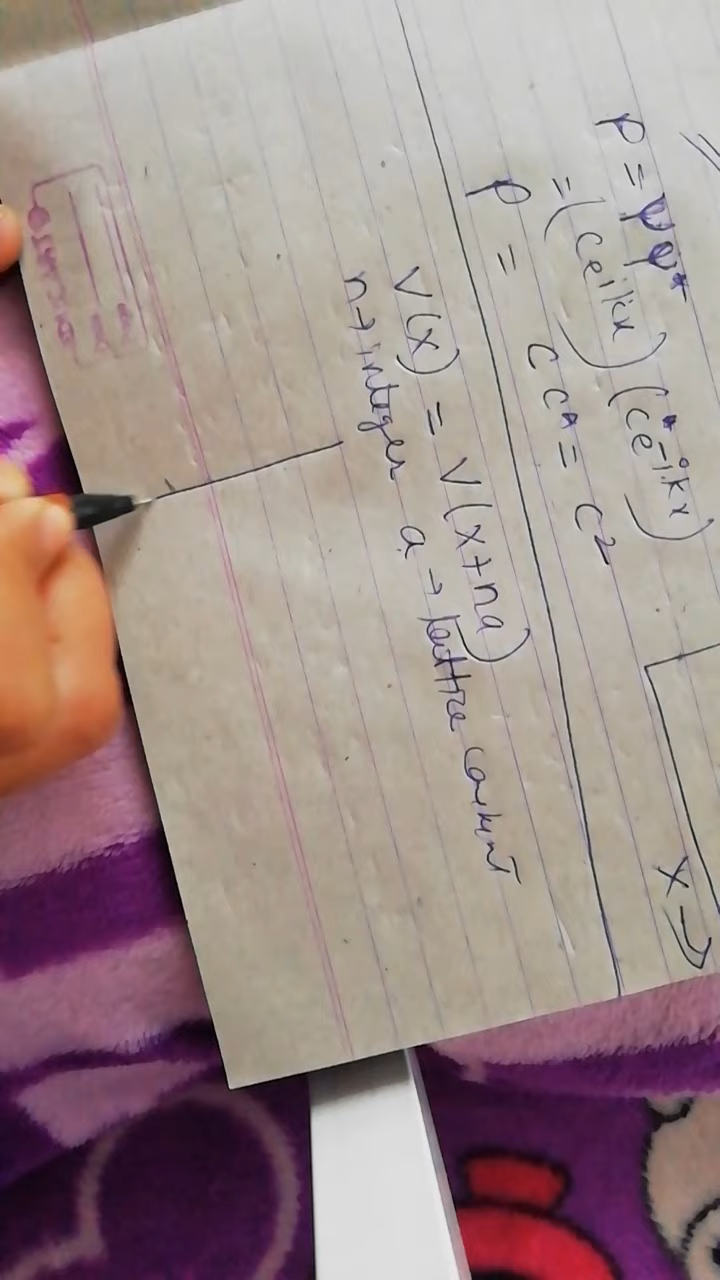 P = ψψ*
= (ce^ikx) (c*e^-ikx)
P = cc* = c²
V(x) = V(x+na)
n → integer a → lattice constant
x →